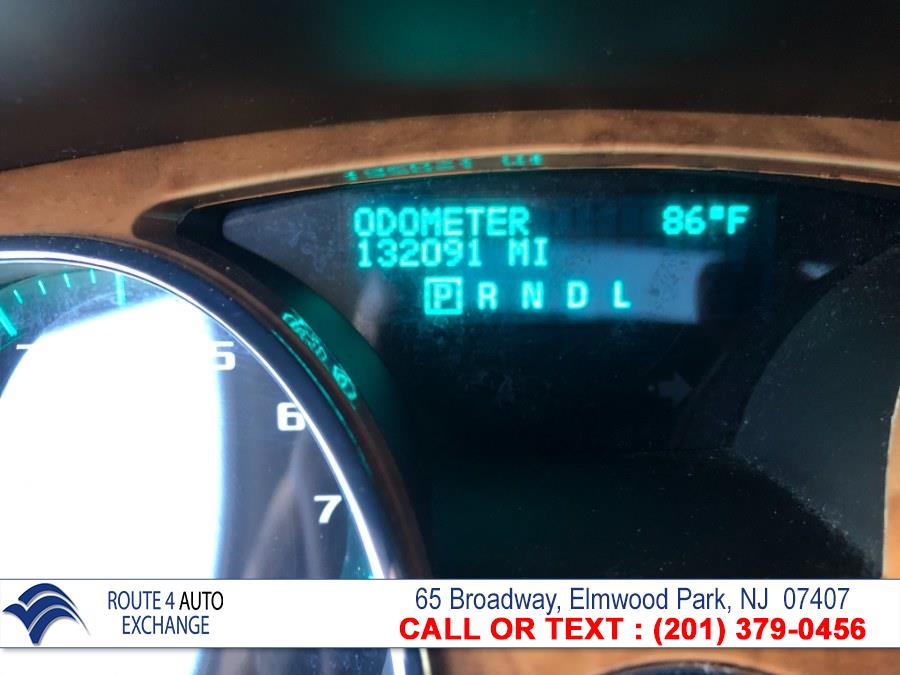 ODOMETER 86°F
132091 MI
P R N D L
5
6
7
ROUTE 4 AUTO
EXCHANGE
65 Broadway, Elmwood Park, NJ 07407
CALL OR TEXT : (201) 379-0456